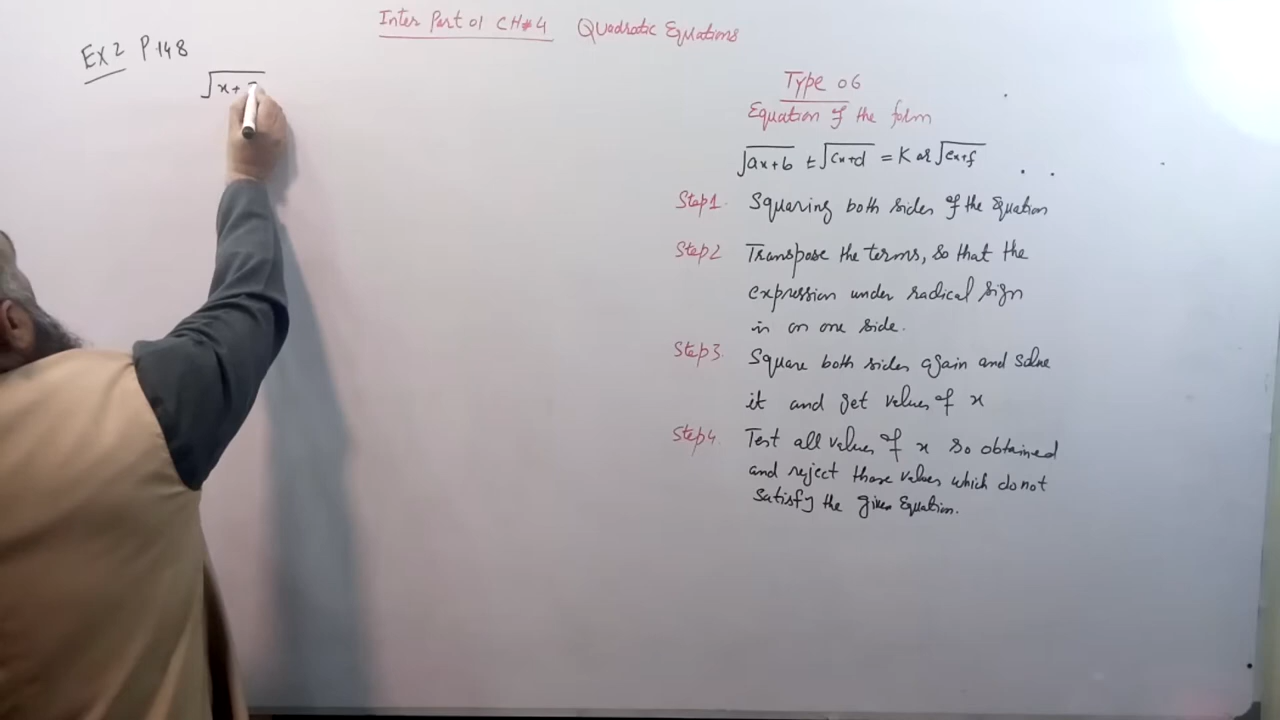 Inter Part 01 CH#4 Quadratic Equations
Ex 2 P 148
√x+
Type 06
Equation of the form
√ax+b ± √cx+d = K or √ex+f
Step1. Squaring both sides of the Equation
Step2 Transpose the terms, so that the
expression under radical sign
is on one side.
Step3. Square both sides again and solve
it and get values of x
Step4. Test all values of x so obtained
and reject those values which do not
satisfy the given Equation.